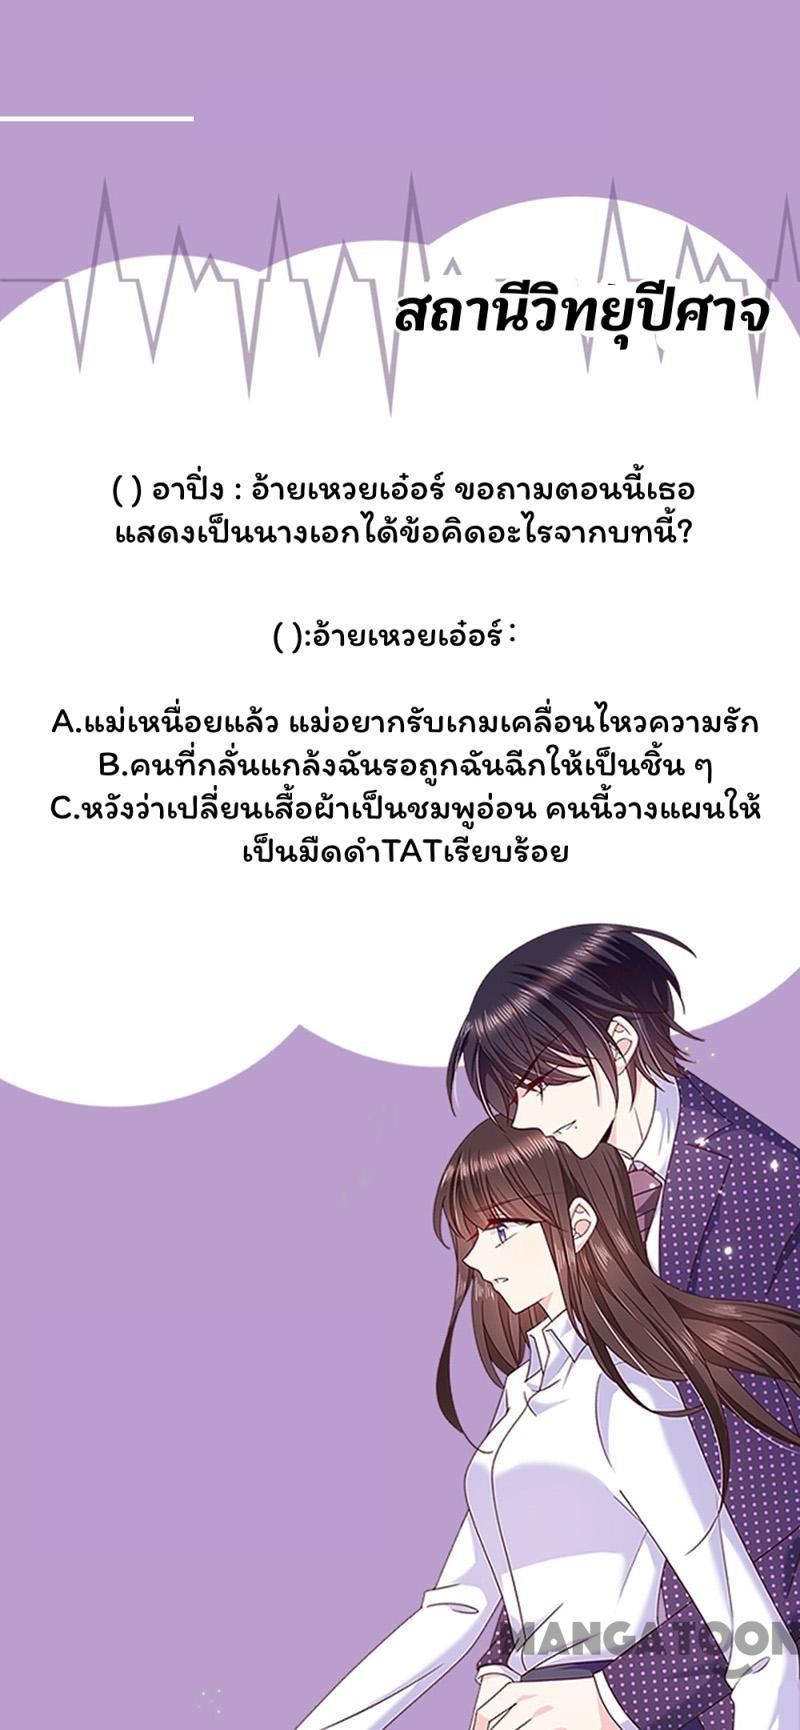 สถานีวิทยุปีศาจ
( ) อาปิ่ง : อ้ายเหวยเอ๋อร์ ขอถามตอนนี้เธอ
แสดงเป็นนางเอกได้ข้อคิดอะไรจากบทนี้?
( ):อ้ายเหวยเอ๋อร์ :
A.แม่เหนื่อยแล้ว แม่อยากรับเกมเคลื่อนไหวความรัก
B.คนที่กลั่นแกล้งฉันรอถูกฉันฉีกให้เป็นชิ้น ๆ
C.หวังว่าเปลี่ยนเสื้อผ้าเป็นชมพูอ่อน คนนี้วางแผนให้
เป็นมืดดำTATเรียบร้อย
MANGATOON